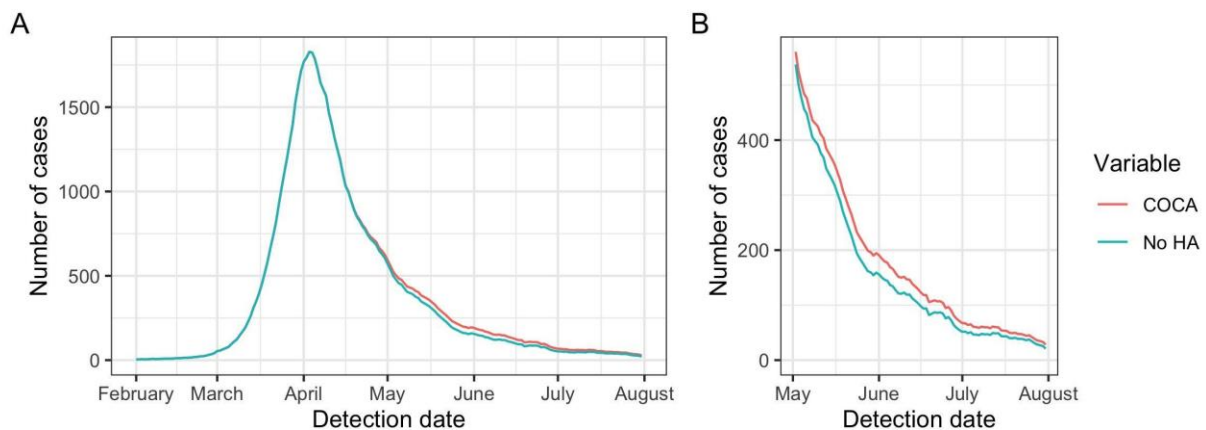 A
B
Number of cases
1500
1000
500
0
February
March
April
May
June
July
August
Detection date
Number of cases
400
200
0
May
June
July
August
Detection date
Variable
COCA
No HA